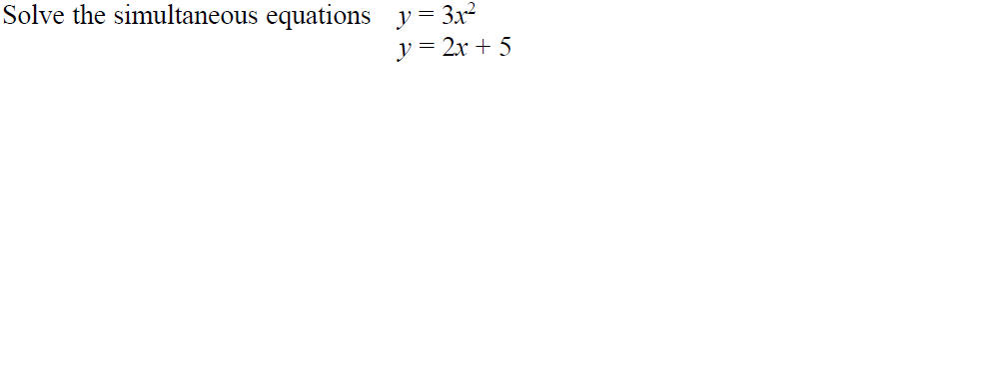 Solve the simultaneous equations y = 3x²
y = 2x + 5